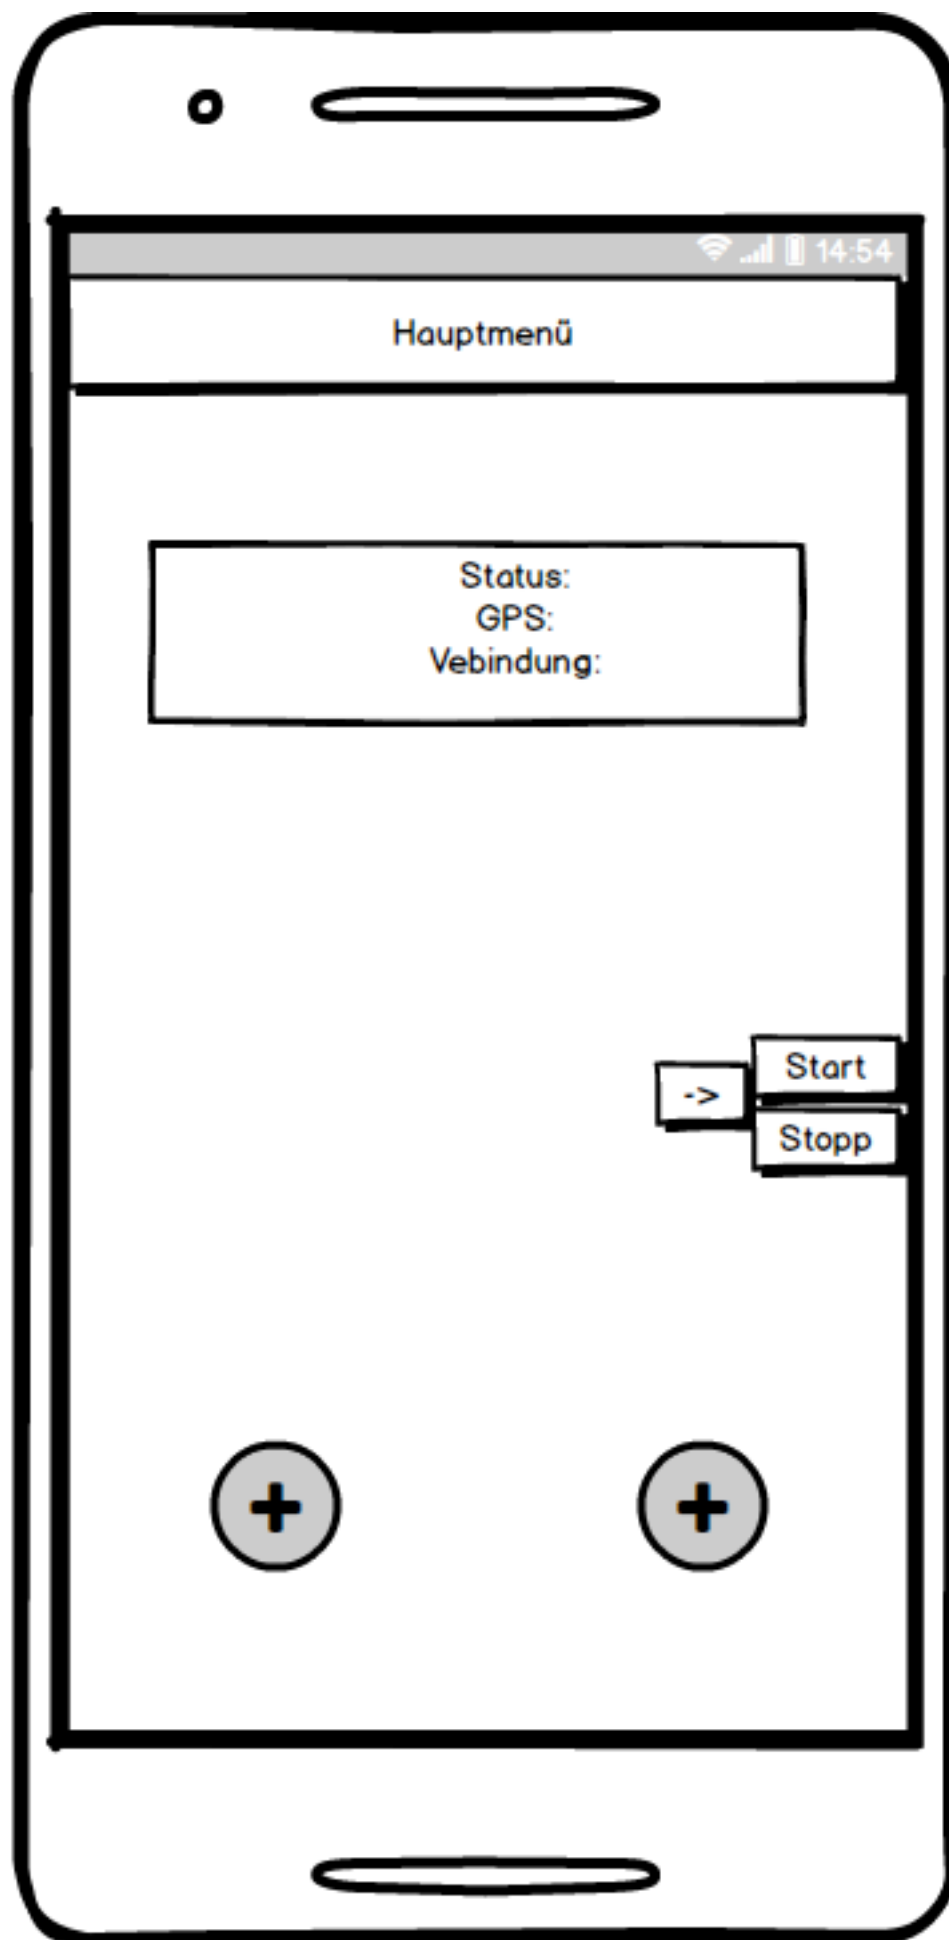 14:54
Hauptmenü
Status:
GPS:
Vebindung:
Start
->
Stopp
+ +